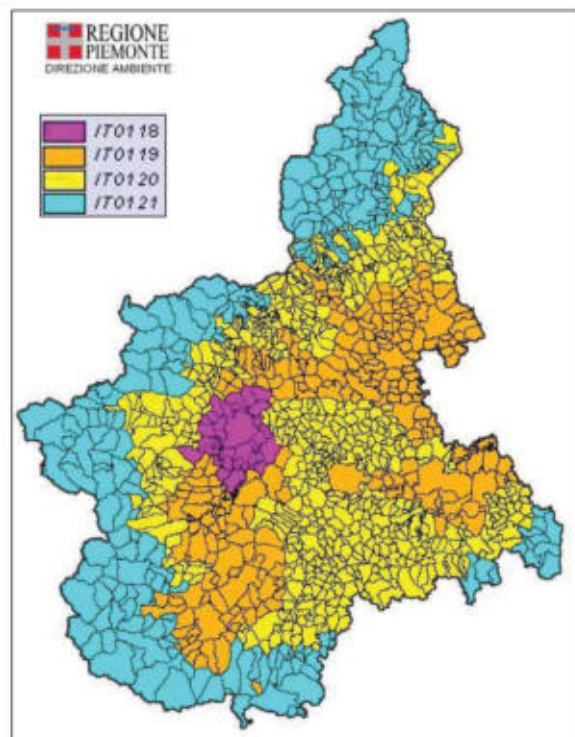 REGIONE
PIEMONTE
DIREZIONE AMBIENTE
IT0118
IT0119
IT0120
IT0121